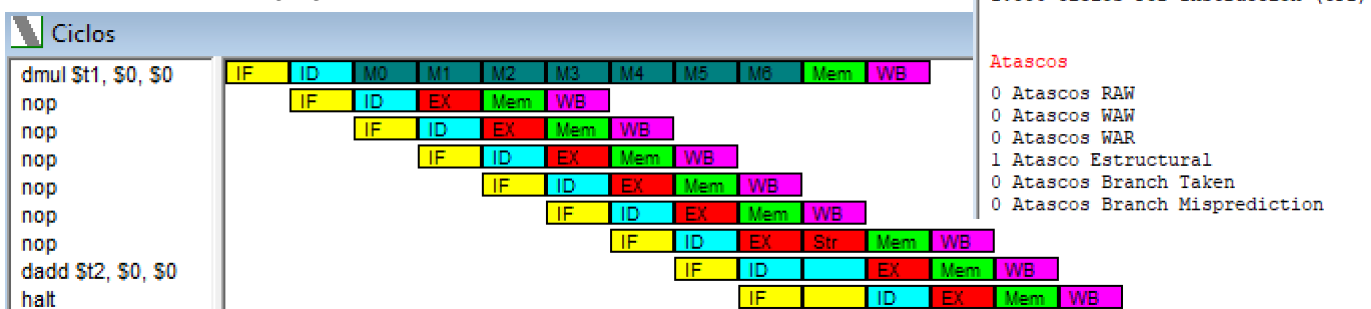 Ciclos
dmul $t1, $0, $0 IF ID M0 M1 M2 M3 M4 M5 M6 Mem WB
nop IF ID EX Mem WB
nop IF ID EX Mem WB
nop IF ID EX Mem WB
nop IF ID EX Mem WB
nop IF ID EX Mem WB
nop IF ID EX Str Mem WB
dadd $t2, $0, $0 IF ID EX Mem WB
halt IF ID EX Mem WB
Atascos
0 Atascos RAW
0 Atascos WAW
0 Atascos WAR
1 Atasco Estructural
0 Atascos Branch Taken
0 Atascos Branch Misprediction